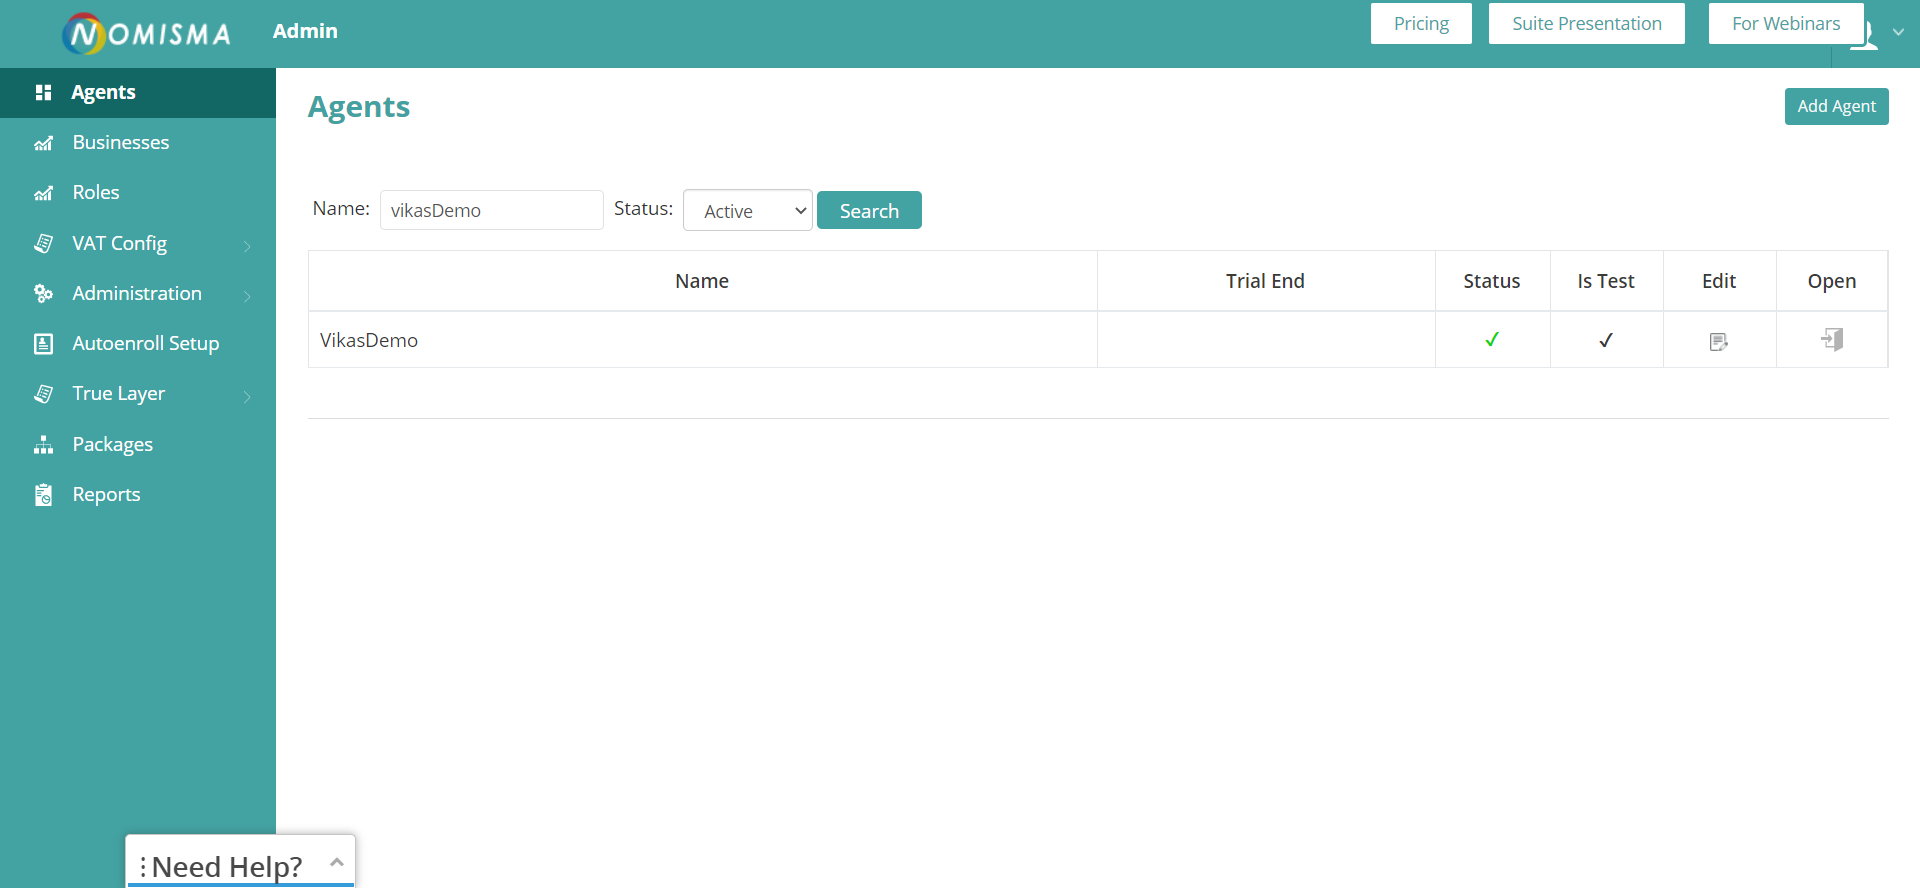 NOMISMA Admin Pricing Suite Presentation For Webinars
Agents
Businesses
Roles
VAT Config
Administration
Autoenroll Setup
True Layer
Packages
Reports
Agents Add Agent
Name: vikasDemo Status: Active Search
Name Trial End Status Is Test Edit Open
VikasDemo
Need Help?